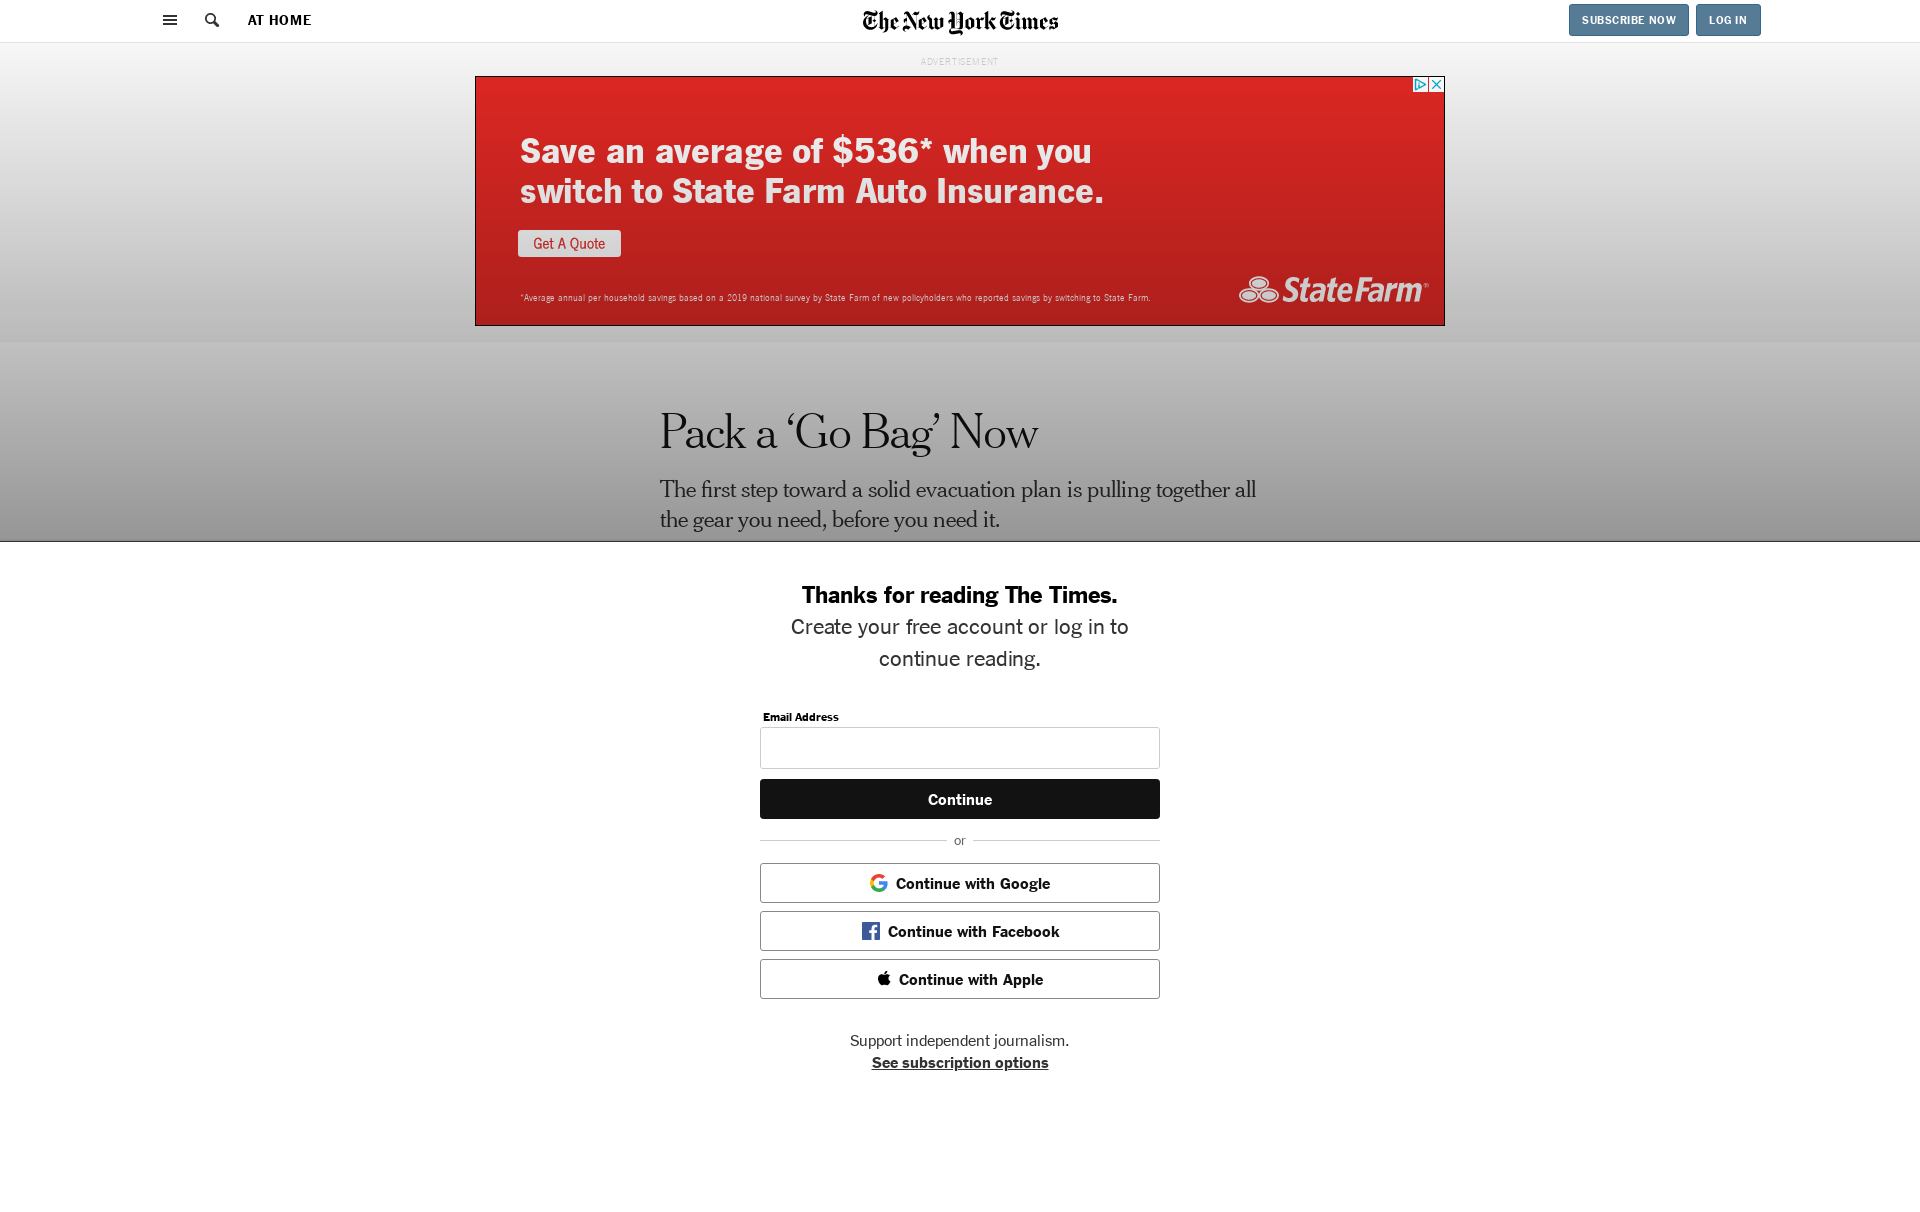 AT HOME
The New York Times
SUBSCRIBE NOW
LOG IN
ADVERTISEMENT
Save an average of $536* when you
switch to State Farm Auto Insurance.
Get A Quote
*Average annual per household savings based on a 2019 national survey by State Farm of new policyholders who reported savings by switching to State Farm.
State Farm®
Pack a ‘Go Bag’ Now
The first step toward a solid evacuation plan is pulling together all
the gear you need, before you need it.
Thanks for reading The Times.
Create your free account or log in to
continue reading.
Email Address
Continue
or
Continue with Google
Continue with Facebook
Continue with Apple
Support independent journalism.
See subscription options